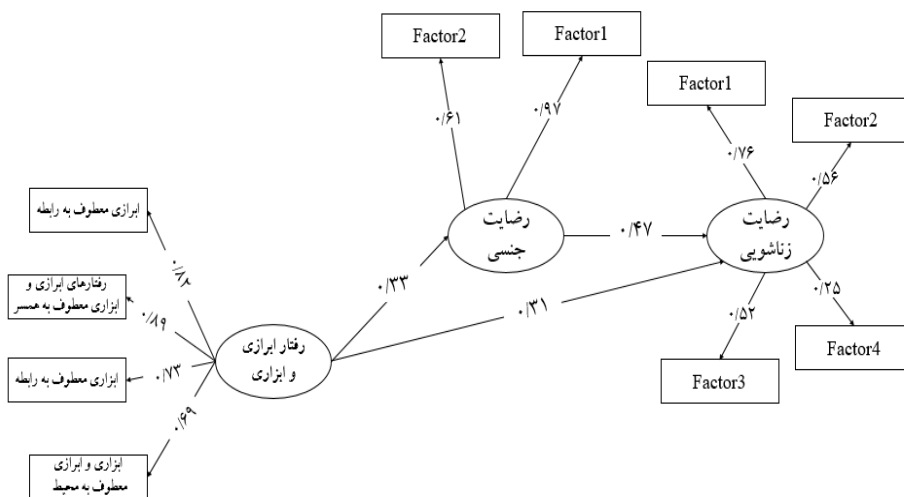 Factor2
Factor1
Factor1
Factor2
۰/۶۱
۰/۹۷
۰/۷۶
۰/۵۶
رضایت
جنسی
۰/۴۷
رضایت
زناشویی
ابرازی معطوف به رابطه
۰/۸۲
۰/۳۳
۰/۳۱
۰/۵۲
۰/۲۵
رفتارهای ابرازی و
ابزاری معطوف به همسر
۰/۸۹
رفتار ابرازی
و ابزاری
Factor4
Factor3
ابزاری معطوف به رابطه
۰/۷۳
۰/۶۹
ابزاری و ابرازی
معطوف به محیط